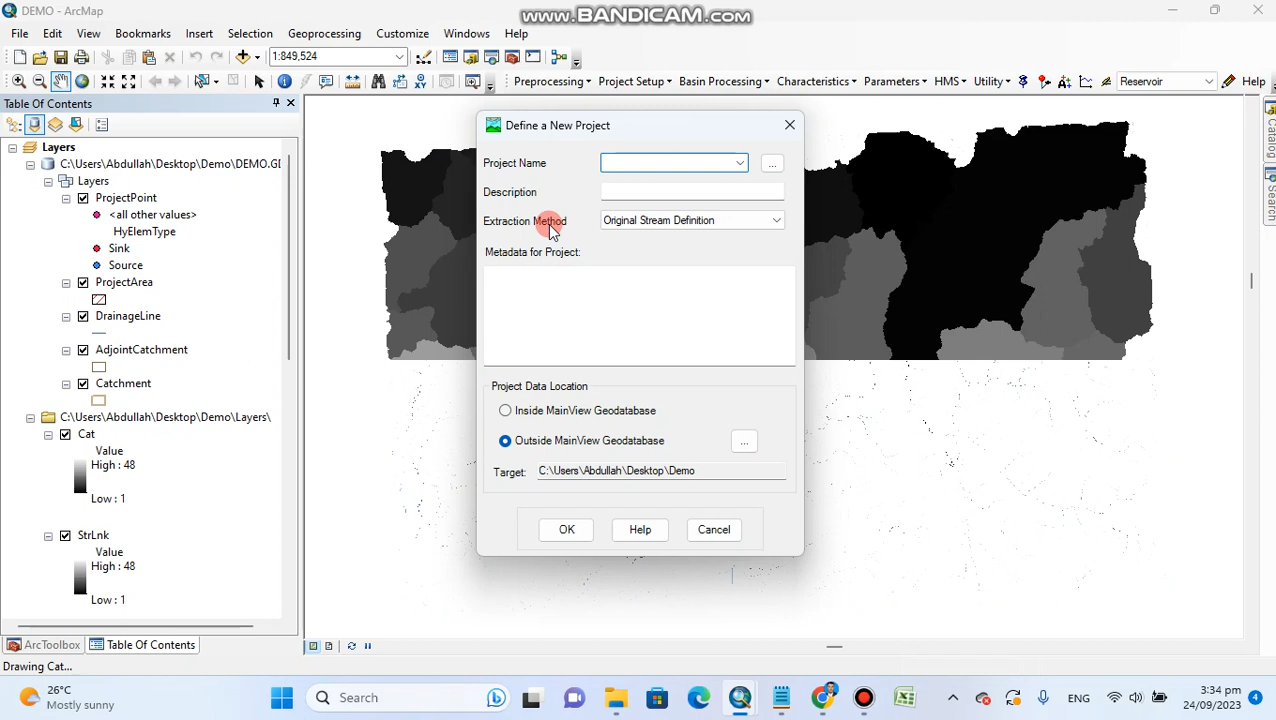 DEMO - ArcMap
www.BANDICAM.com
File Edit View Bookmarks Insert Selection Geoprocessing Customize Windows Help
1:849,524
Preprocessing Project Setup Basin Processing Characteristics Parameters HMS Utility Reservoir Help
Table Of Contents
Layers
C:\Users\Abdullah\Desktop\Demo\DEMO.GD
Layers
ProjectPoint
<all other values>
HyElemType
Sink
Source
ProjectArea
DrainageLine
AdjointCatchment
Catchment
C:\Users\Abdullah\Desktop\Demo\Layers\
Cat
Value
High : 48
Low : 1
StrLnk
Value
High : 48
Low : 1
ArcToolbox Table Of Contents
Drawing Cat...
Define a New Project
Project Name
...
Description
Extraction Method Original Stream Definition
Metadata for Project:
Project Data Location
Inside MainView Geodatabase
Outside MainView Geodatabase ...
Target: C:\Users\Abdullah\Desktop\Demo
OK Help Cancel
Catalog
Search
26°C
Mostly sunny
Search
ENG
3:34 pm
24/09/2023
4